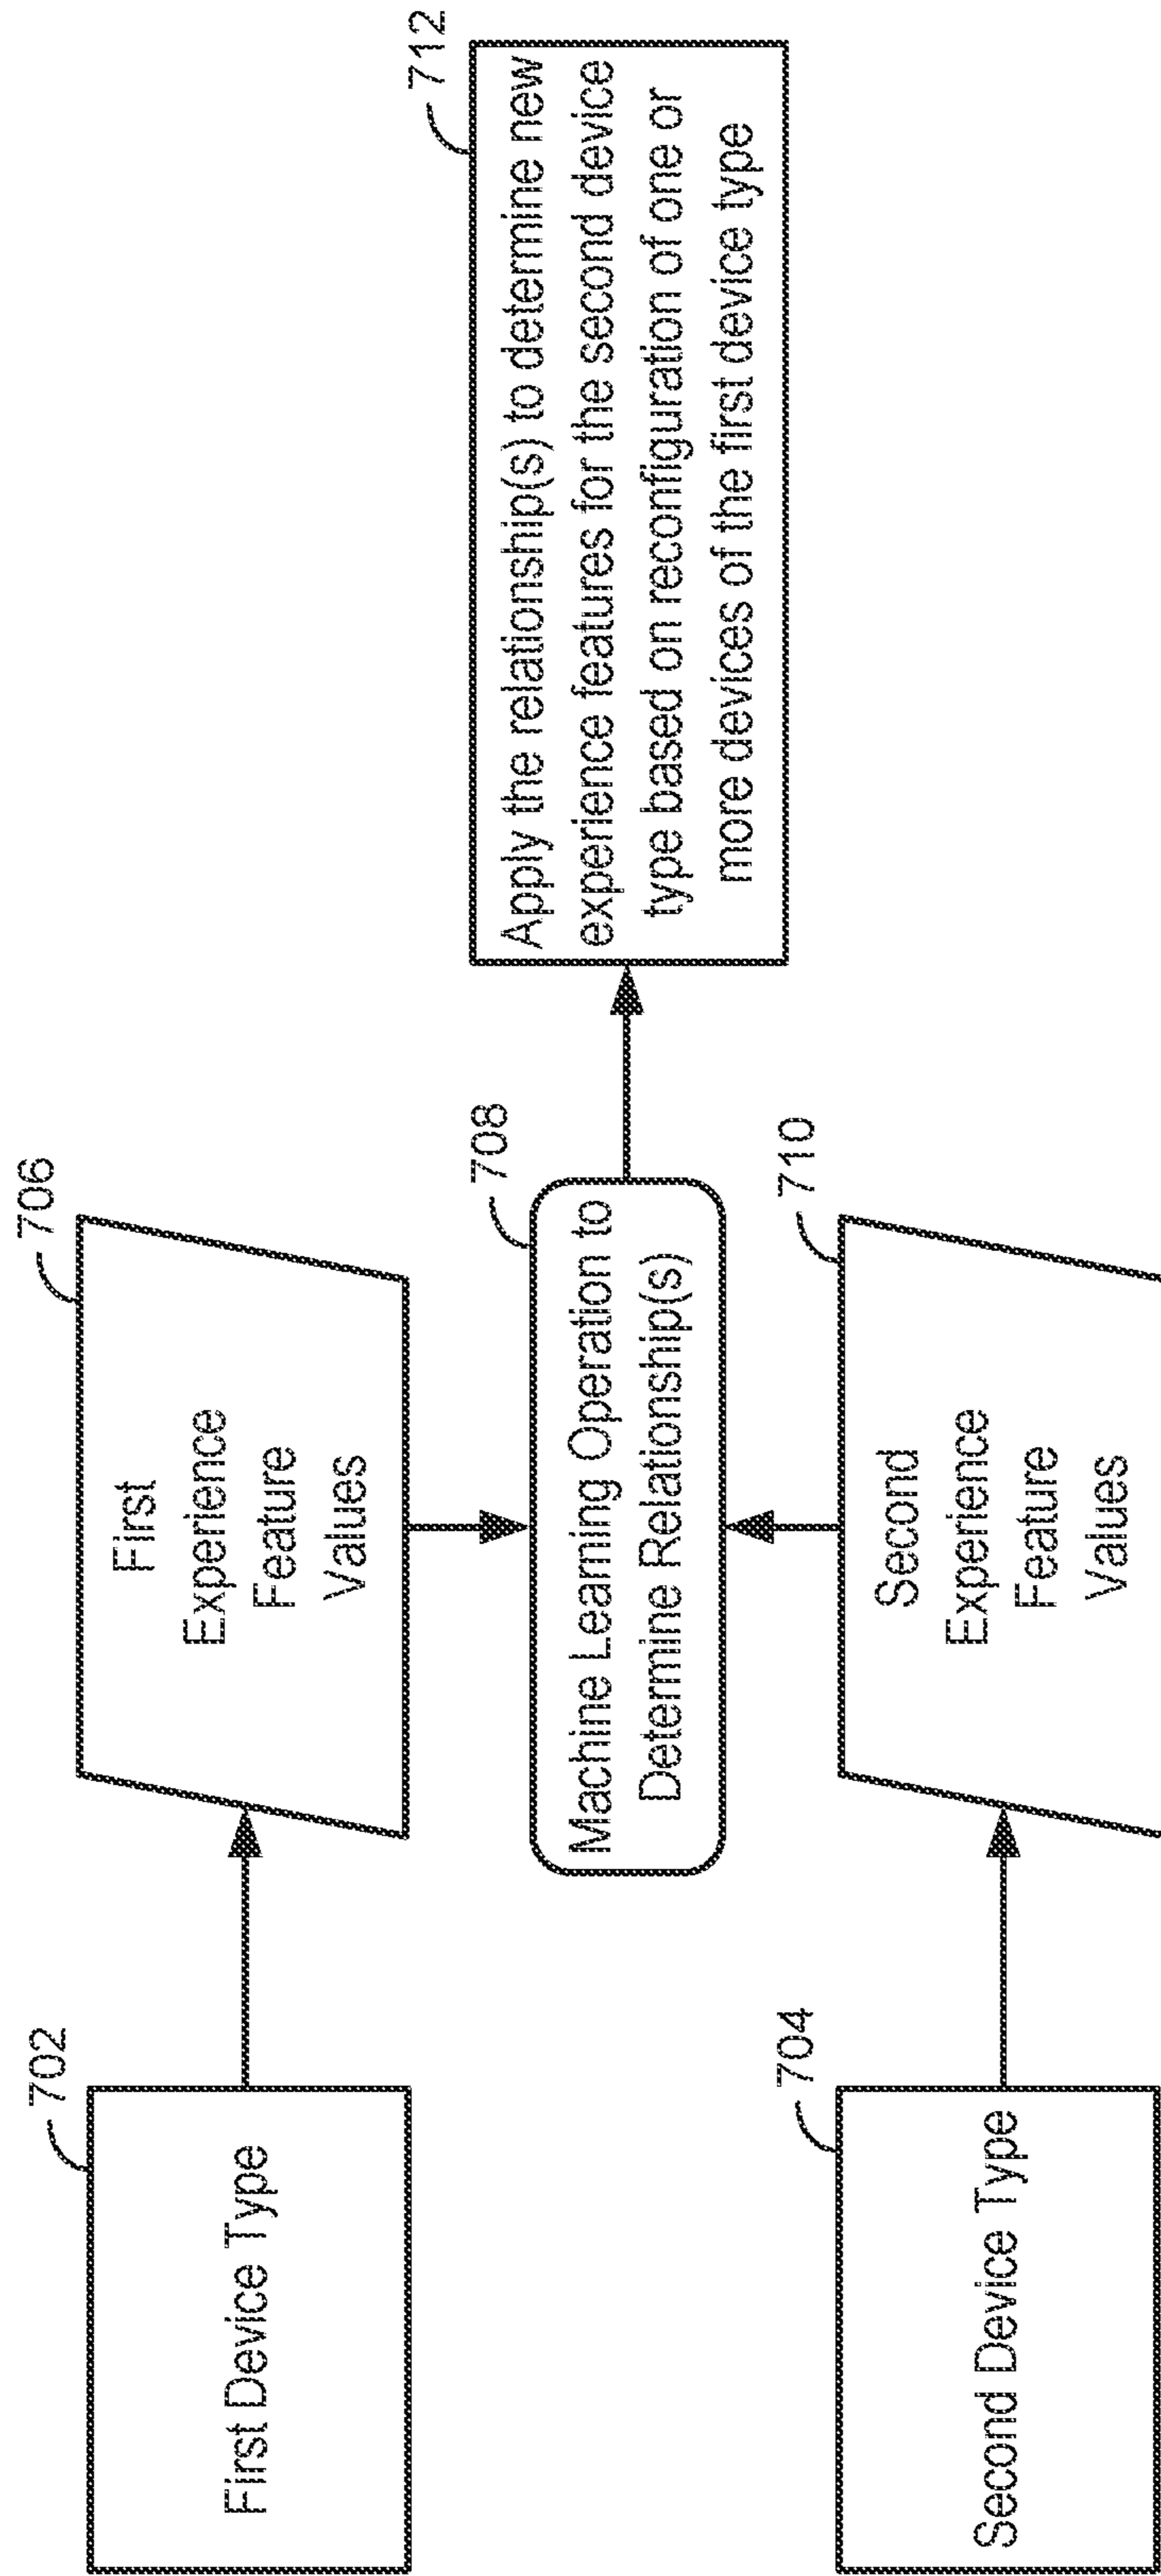 702
First Device Type
706
First
Experience
Feature
Values
708
Machine Learning Operation to
Determine Relationship(s)
712
Apply the relationship(s) to determine new
experience features for the second device
type based on reconfiguration of one or
more devices of the first device type
704
Second Device Type
710
Second
Experience
Feature
Values